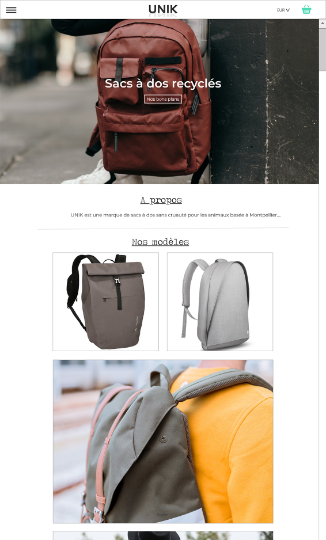 UNIK
EUR
Sacs à dos recyclés
Nos bons plans
A propos
UNIK est une marque de sacs à dos sans cruauté pour les animaux basée à Montpellier...
Nos modèles